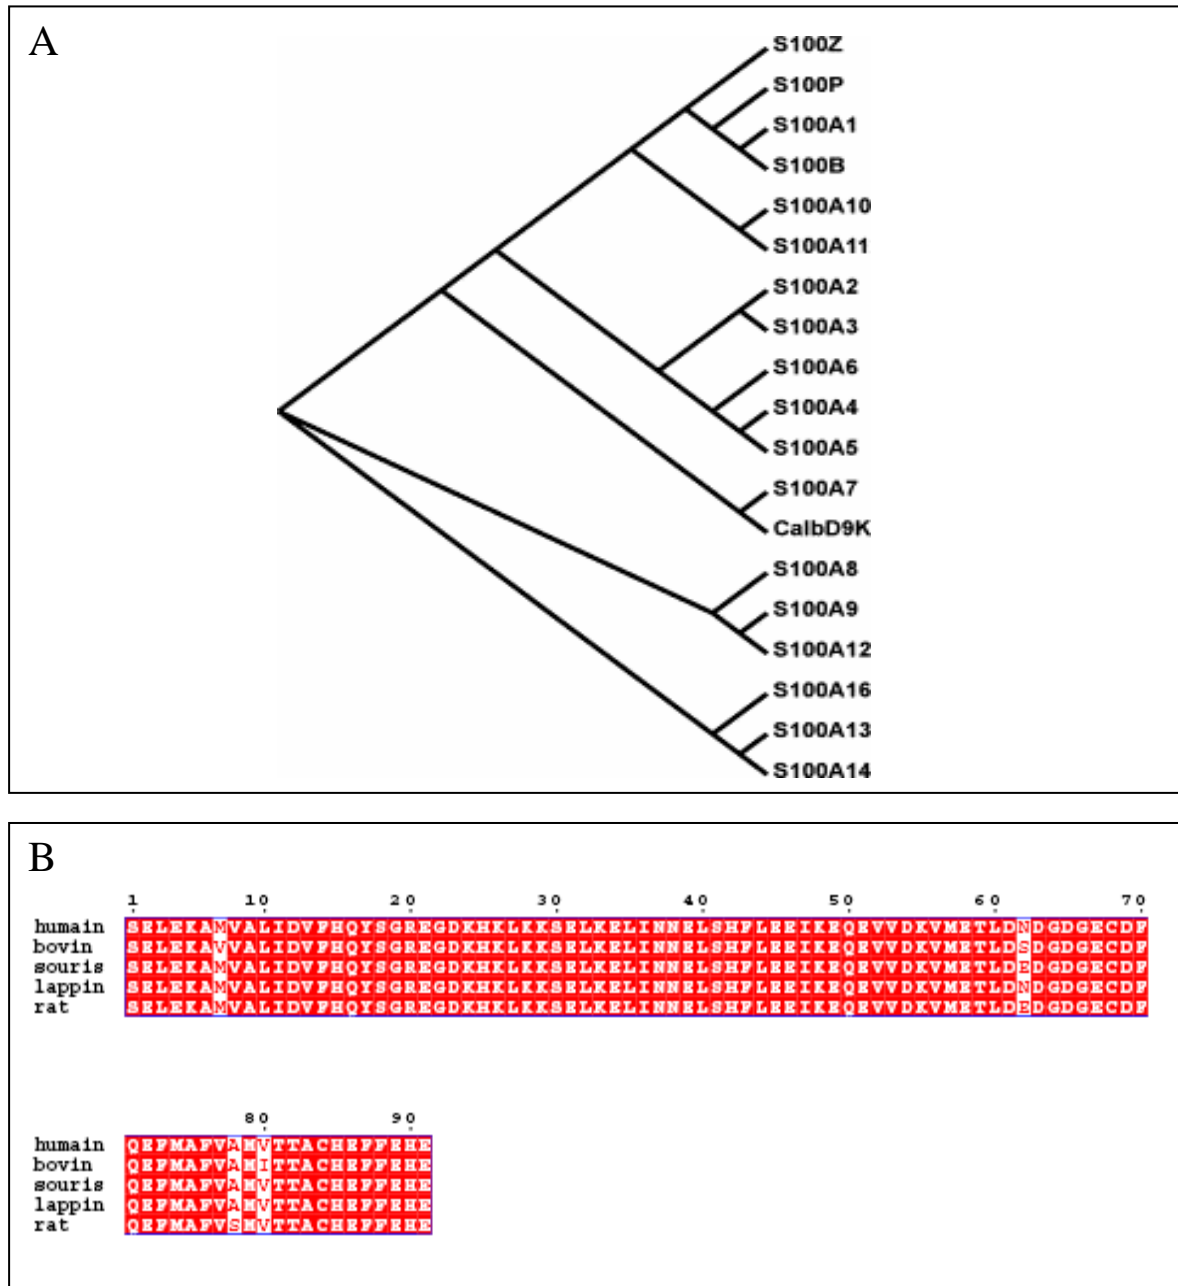 A
S100Z
S100P
S100A1
S100B
S100A10
S100A11
S100A2
S100A3
S100A6
S100A4
S100A5
S100A7
CalbD9K
S100A8
S100A9
S100A12
S100A16
S100A13
S100A14
B
1 10 20 30 40 50 60 70
humain SELEKAMVALIDVFHQYSGREGDKHKLKKSELKELINNELSHFLEEIKEQEVVDKVMETLDNDGDGECDF
bovin SELEKAVVALIDVFHQYSGREGDKHKLKKSELKELINNELSHFLEEIKEQEVVDKVMETLDSDGDGECDF
souris SELEKAMVALIDVFHQYSGREGDKHKLKKSELKELINNELSHFLEEIKEQEVVDKVMETLDEDGDGECDF
lappin SELEKAMVALIDVFHQYSGREGDKHKLKKSELKELINNELSHFLEEIKEQEVVDKVMETLDNDGDGECDF
rat SELEKAMVALIDVFHQYSGREGDKHKLKKSELKELINNELSHFLEEIKEQEVVDKVMETLDEDGDGECDF
80 90
humain QEFMAFVAMVTTACHEFFEHE
bovin QEFMAFVAMITTACHEFFEHE
souris QEFMAFVAMVTTACHEFFEHE
lappin QEFMAFVAMVTTACHEFFEHE
rat QEFMAFVSMVTTACHEFFEHE